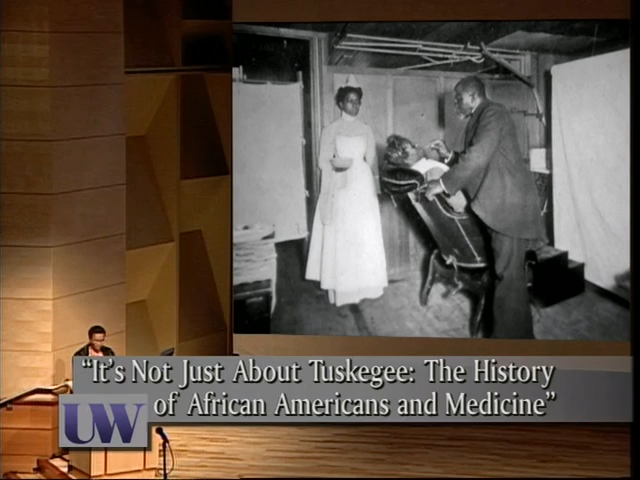 "It's Not Just About Tuskegee: The History
of African Americans and Medicine"
UW